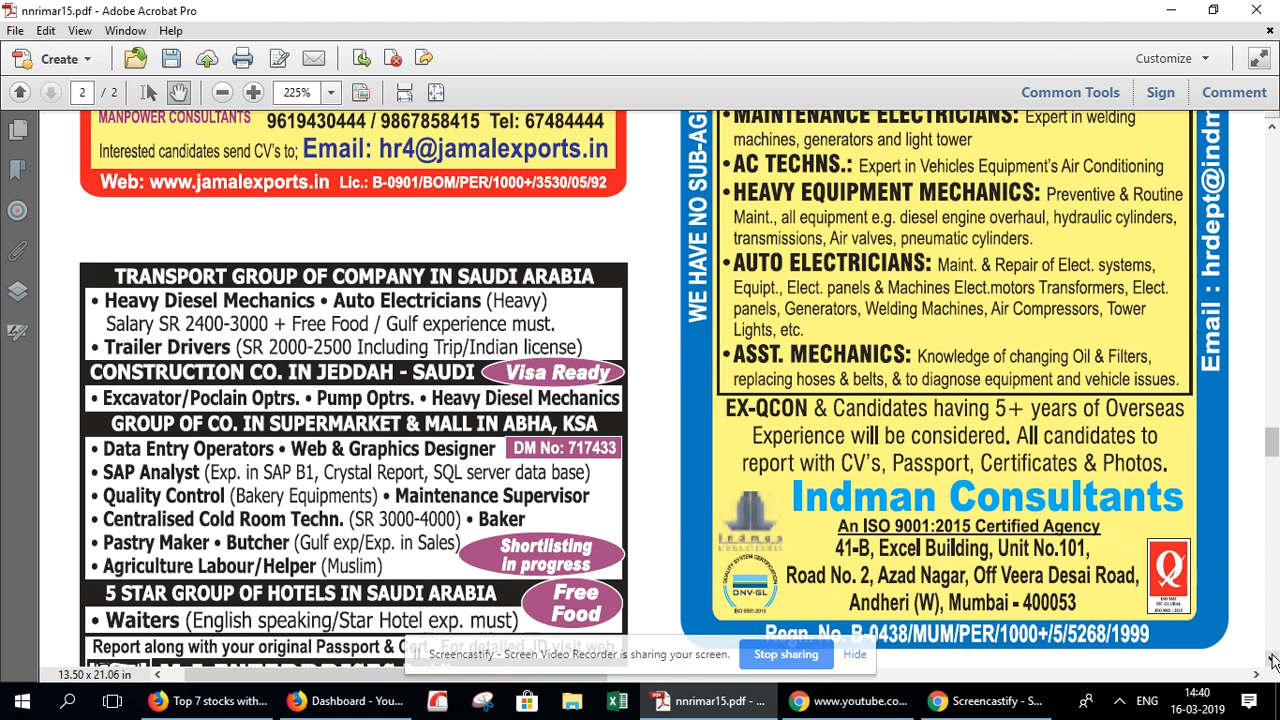 nnrimar15.pdf - Adobe Acrobat Pro
File Edit View Window Help
Create Customize
2 / 2 225% Common Tools Sign Comment
MANPOWER CONSULTANTS 9619430444 / 9867858415 Tel: 67484444
Interested candidates send CV's to; Email: hr4@jamalexports.in
Web: www.jamalexports.in Lic.: B-0901/BOM/PER/1000+/3530/05/92
TRANSPORT GROUP OF COMPANY IN SAUDI ARABIA
• Heavy Diesel Mechanics • Auto Electricians (Heavy)
Salary SR 2400-3000 + Free Food / Gulf experience must.
• Trailer Drivers (SR 2000-2500 Including Trip/Indian license)
CONSTRUCTION CO. IN JEDDAH - SAUDI Visa Ready
• Excavator/Poclain Optrs. • Pump Optrs. • Heavy Diesel Mechanics
GROUP OF CO. IN SUPERMARKET & MALL IN ABHA, KSA
• Data Entry Operators • Web & Graphics Designer DM No: 717433
• SAP Analyst (Exp. in SAP B1, Crystal Report, SQL server data base)
• Quality Control (Bakery Equipments) • Maintenance Supervisor
• Centralised Cold Room Techn. (SR 3000-4000) • Baker
• Pastry Maker • Butcher (Gulf exp/Exp. in Sales)
• Agriculture Labour/Helper (Muslim)
Shortlisting
in progress
5 STAR GROUP OF HOTELS IN SAUDI ARABIA
Free
Food
• Waiters (English speaking/Star Hotel exp. must)
Report along with your original Passport & Cert. For detailed JD visit web
WE HAVE NO SUB-AG
• MAINTENANCE ELECTRICIANS: Expert in welding
machines, generators and light tower
• AC TECHNS.: Expert in Vehicles Equipment's Air Conditioning
• HEAVY EQUIPMENT MECHANICS: Preventive & Routine
Maint., all equipment e.g. diesel engine overhaul, hydraulic cylinders,
transmissions, Air valves, pneumatic cylinders.
• AUTO ELECTRICIANS: Maint. & Repair of Elect. systems,
Equipt., Elect. panels & Machines Elect.motors Transformers, Elect.
panels, Generators, Welding Machines, Air Compressors, Tower
Lights, etc.
• ASST. MECHANICS: Knowledge of changing Oil & Filters,
replacing hoses & belts, & to diagnose equipment and vehicle issues.
EX-QCON & Candidates having 5+ years of Overseas
Experience will be considered. All candidates to
report with CV's, Passport, Certificates & Photos.
Indman Consultants
An ISO 9001:2015 Certified Agency
41-B, Excel Building, Unit No.101,
Road No. 2, Azad Nagar, Off Veera Desai Road,
Andheri (W), Mumbai - 400053
Indman
DNV·GL
Regn. No. B-0438/MUM/PER/1000+/5/5268/1999
Email : hrdept@indm
Screencastify - Screen Video Recorder is sharing your screen. Stop sharing Hide
13.50 x 21.06 in
Top 7 stocks with... Dashboard - You... nnrimar15.pdf - ... www.youtube.co... Screencastify - S... ENG 14:40
16-03-2019